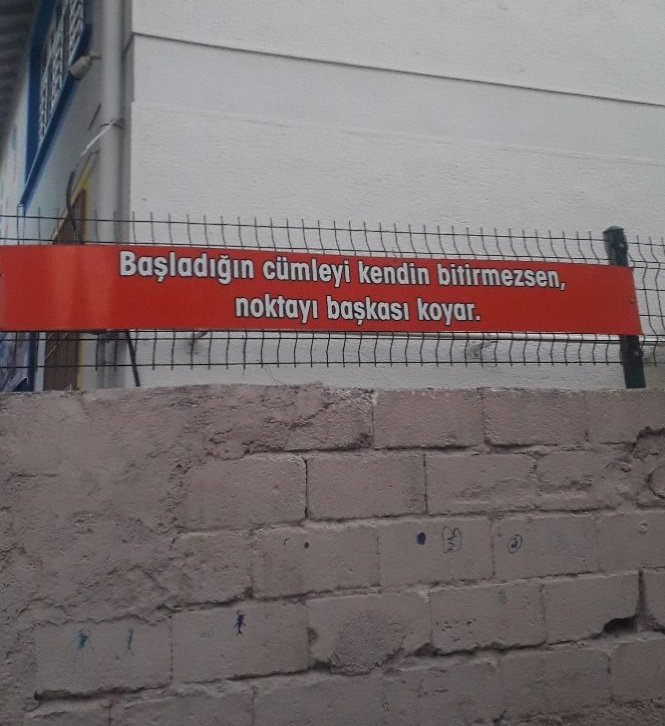 Başladığın cümleyi kendin bitirmezsen,
noktayı başkası koyar.